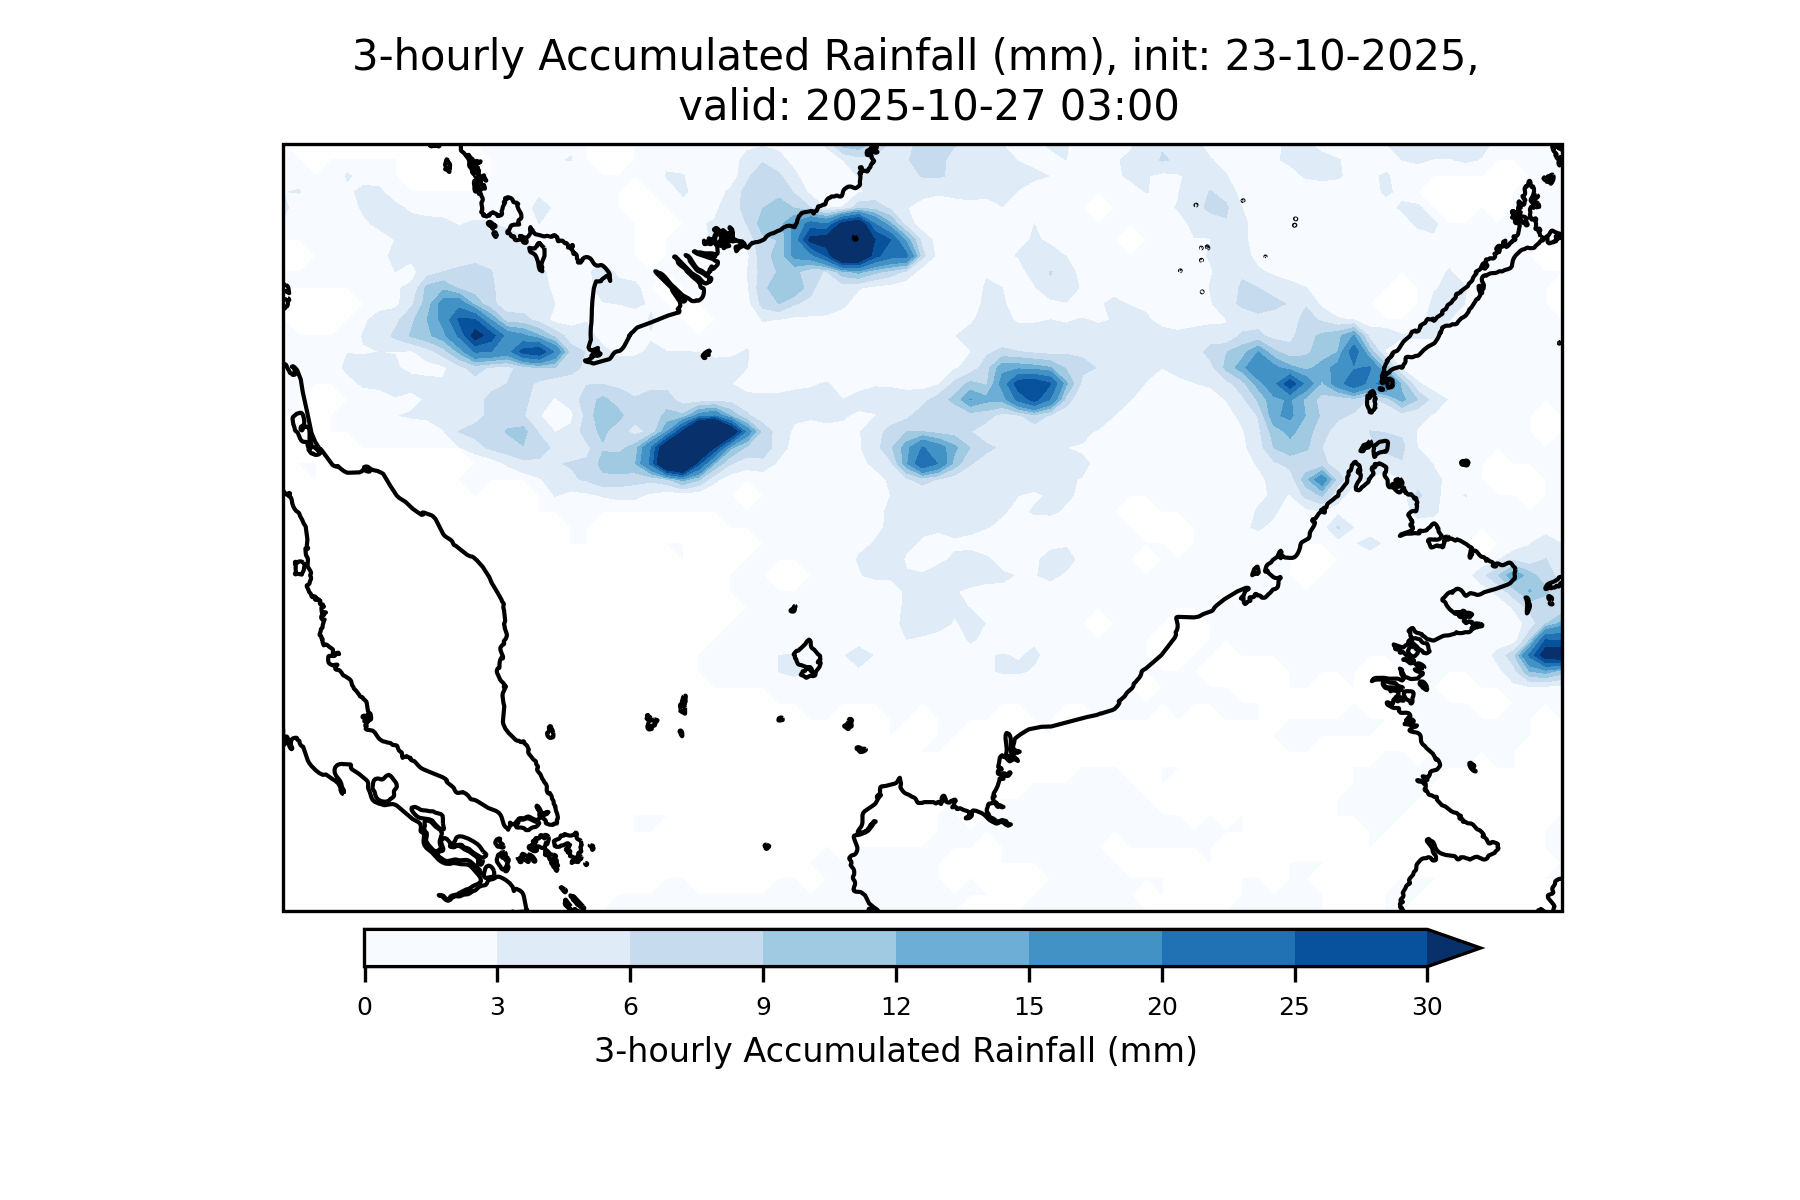 3-hourly Accumulated Rainfall (mm), init: 23-10-2025,
valid: 2025-10-27 03:00
0 3 6 9 12 15 20 25 30
3-hourly Accumulated Rainfall (mm)